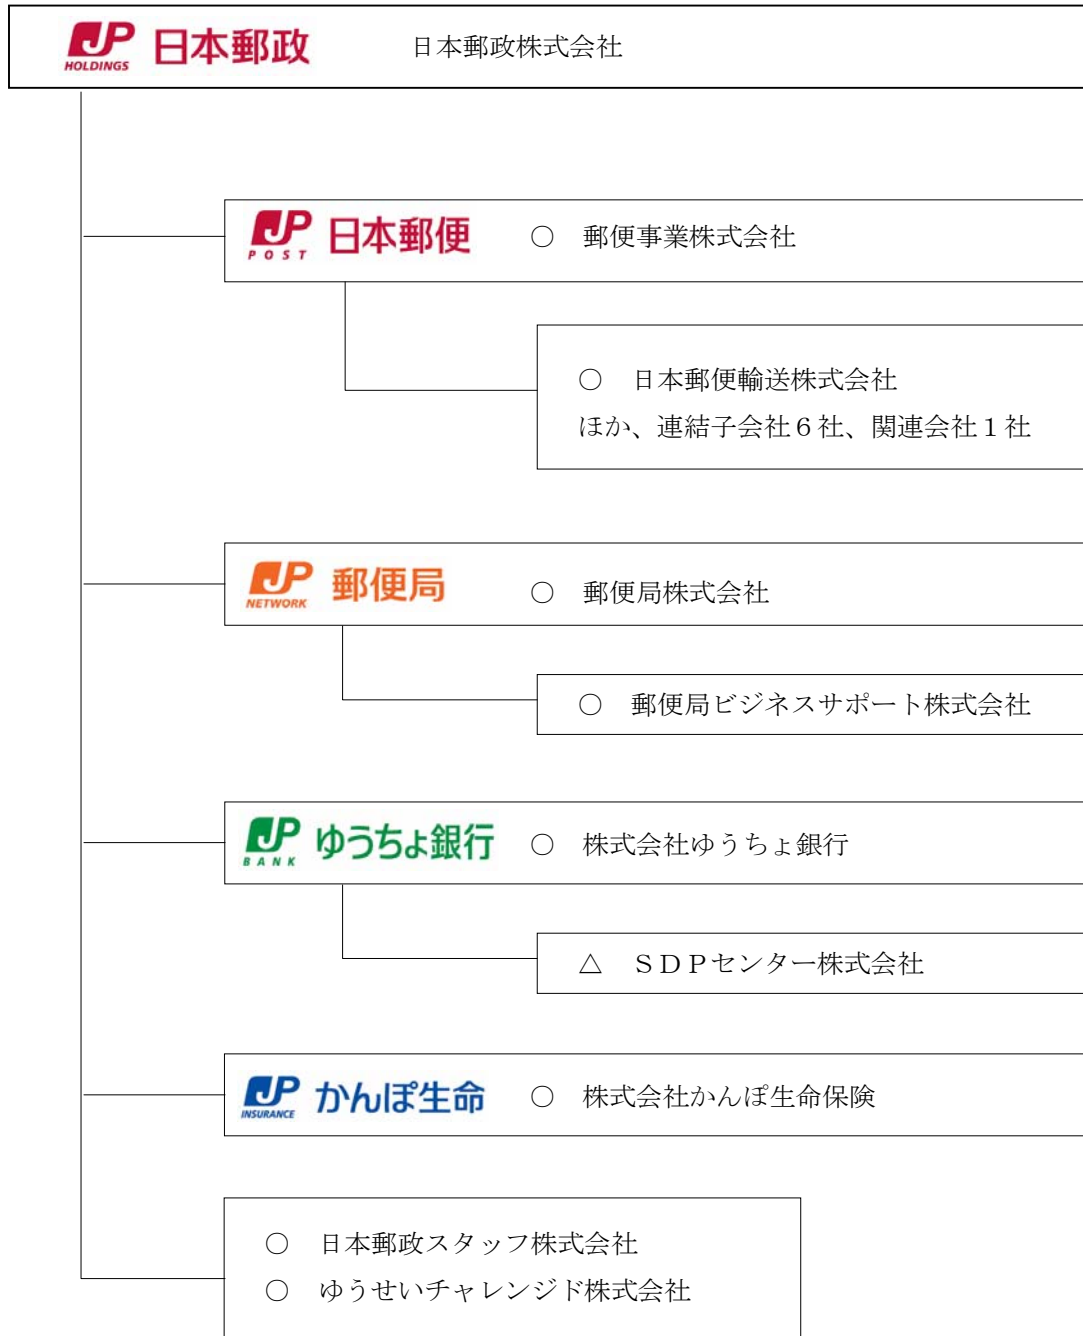 JP HOLDINGS 日本郵政 日本郵政株式会社
JP POST 日本郵便 ○ 郵便事業株式会社
○ 日本郵便輸送株式会社
ほか、連結子会社６社、関連会社１社
JP NETWORK 郵便局 ○ 郵便局株式会社
○ 郵便局ビジネスサポート株式会社
JP BANK ゆうちょ銀行 ○ 株式会社ゆうちょ銀行
△ ＳＤＰセンター株式会社
JP INSURANCE かんぽ生命 ○ 株式会社かんぽ生命保険
○ 日本郵政スタッフ株式会社
○ ゆうせいチャレンジド株式会社